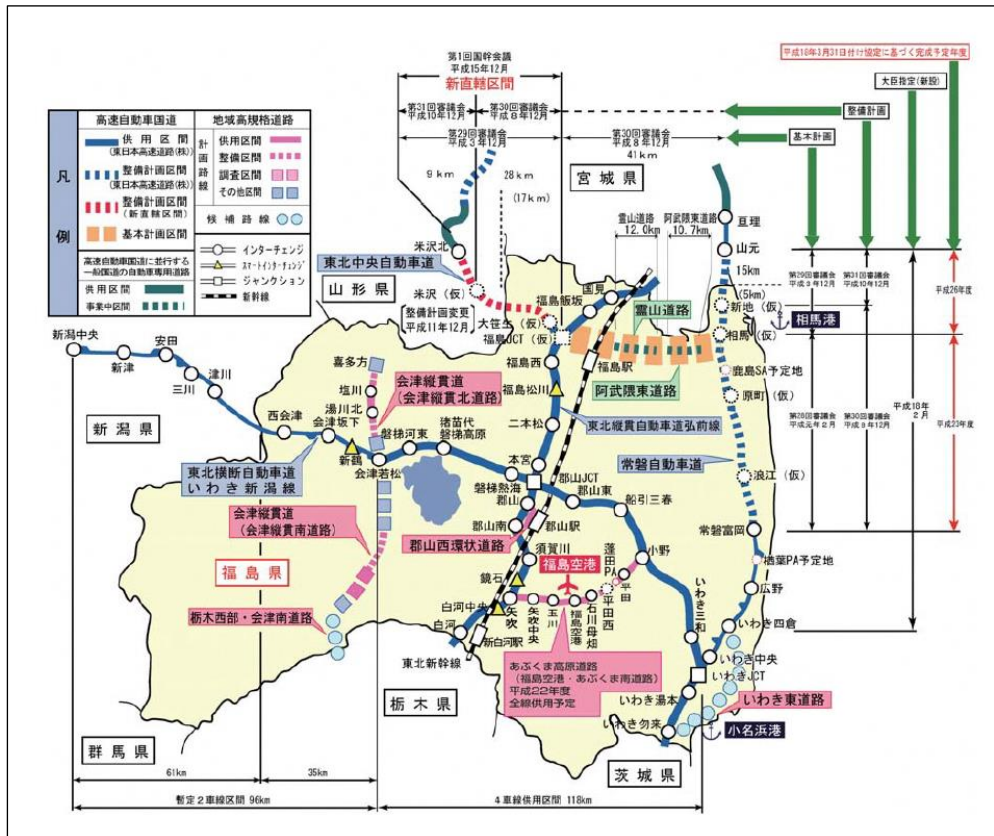 平成10年3月31日付け協定に基づく完成予定年度
大臣指定(新設)
整備計画
基本計画
第1回国幹会議
平成15年12月
新直轄区間
第31回審議会
平成10年12月
第30回審議会
平成8年12月
第29回審議会
平成3年12月
第30回審議会
平成8年12月
41km
9km
28km
(17km)
凡例
高速自動車国道
供用区間
(東日本高速道路(株))
整備計画区間
(東日本高速道路(株))
整備計画区間
(新直轄区間)
基本計画区間
高速自動車国道に並行する
一般国道の自動車専用道路
供用区間
事業中区間
地域高規格道路
計画路線
供用区間
整備区間
調査区間
その他区間
候補路線
インターチェンジ
スマートインターチェンジ
ジャンクション
新幹線
宮城県
霊山道路
12.0km
阿武隈東道路
10.7km
亘理
山元
15km
(5km)
新地(仮)
相馬港
相馬(仮)
鹿島SA予定地
原町(仮)
浪江(仮)
常磐富岡
楢葉PA予定地
広野
いわき四倉
いわき中央
いわきJCT
いわき三和
いわき湯本
いわき勿来
いわき東道路
小名浜港
茨城県
第29回審議会
平成3年12月
第31回審議会
平成10年12月
平成26年度
第28回審議会
平成元年2月
第30回審議会
平成8年12月
平成18年
2月
平成23年度
米沢北
東北中央自動車道
山形県
米沢(仮)
整備計画変更
平成11年12月
大笹生(仮)
福島JCT(仮)
福島飯坂
国見
霊山道路
福島駅
阿武隈東道路
福島西
福島松川
東北縦貫自動車道弘前線
二本松
本宮
常磐自動車道
新潟中央
新津
安田
三川
津川
西会津
会津坂下
新鶴
会津若松
新潟県
喜多方
塩川
湯川北
会津縦貫道
(会津縦貫北道路)
磐梯河東
猪苗代
磐梯高原
磐梯熱海
郡山JCT
郡山東
船引三春
小野
郡山
郡山南
郡山駅
郡山西環状道路
東北横断自動車道
いわき新潟線
会津縦貫道
(会津縦貫南道路)
福島県
栃木西部・会津南道路
須賀川
鏡石
福島空港
白河中央
白河
新白河駅
東北新幹線
矢吹
矢吹中央
玉川
福島空港
石川母畑
平田西
蓬田PA
平田
あぶくま高原道路
(福島空港・あぶくま南道路)
平成22年度
全線供用予定
栃木県
群馬県
61km
35km
暫定2車線区間 96km
4車線供用区間 118km